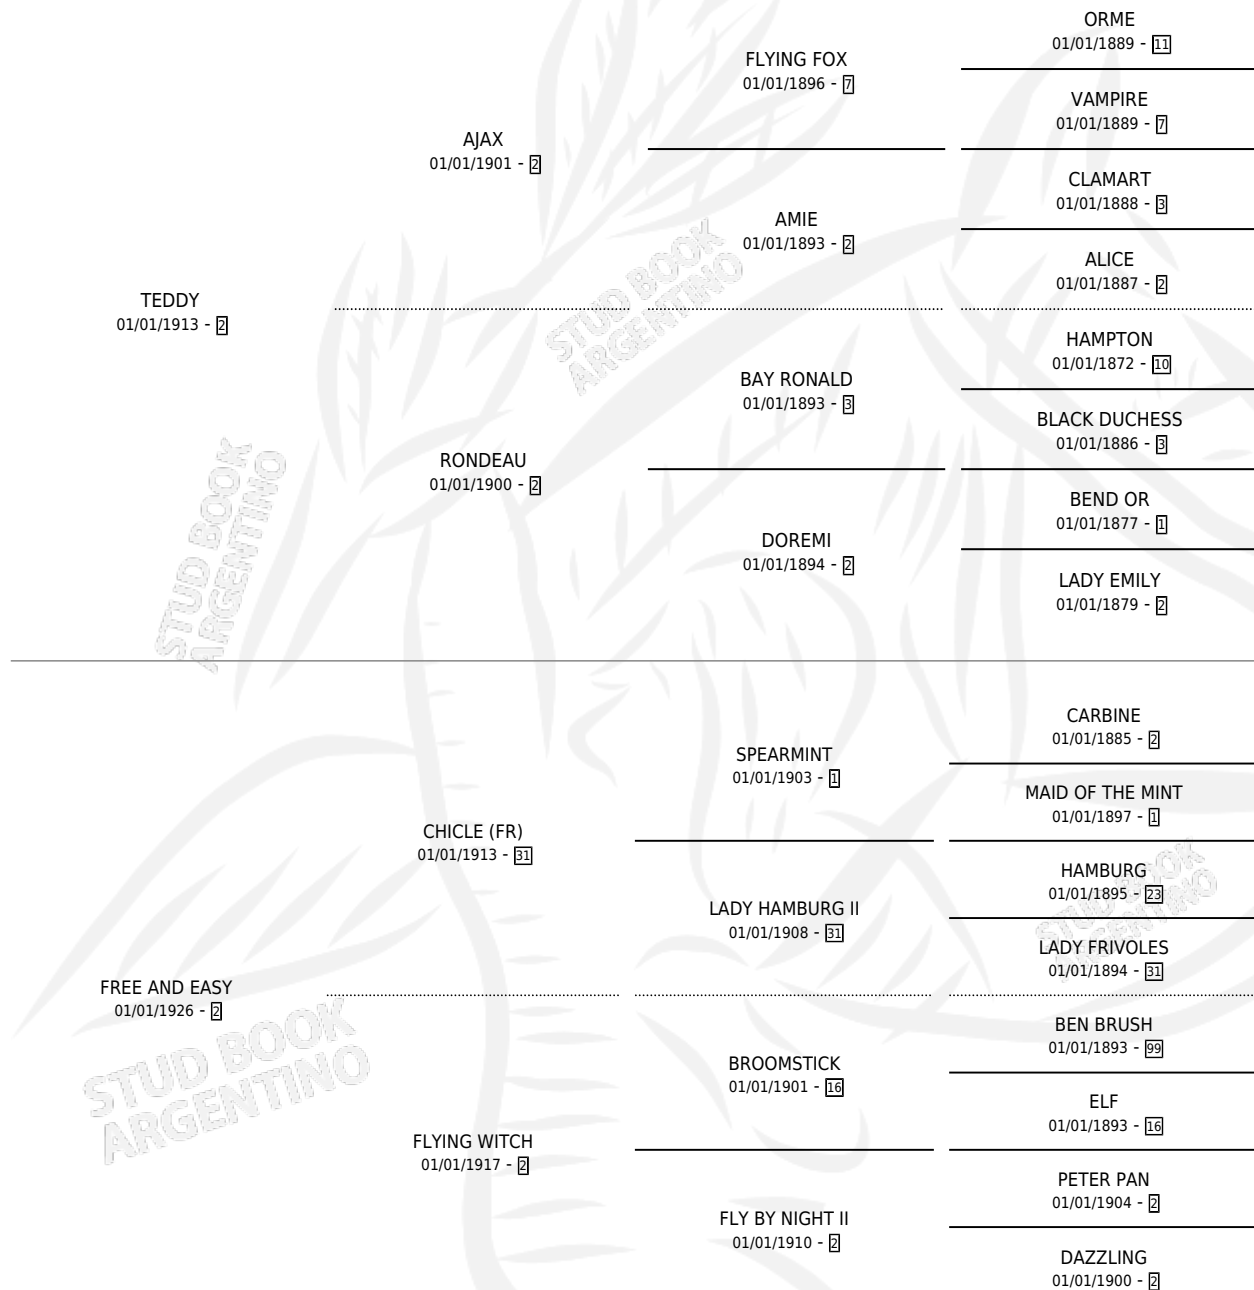 ORME
01/01/1889 - 11
FLYING FOX
01/01/1896 - 7
VAMPIRE
01/01/1889 - 7
AJAX
01/01/1901 - 2
CLAMART
01/01/1888 - 3
AMIE
01/01/1893 - 2
ALICE
01/01/1887 - 2
TEDDY
01/01/1913 - 2
HAMPTON
01/01/1872 - 10
BAY RONALD
01/01/1893 - 3
BLACK DUCHESS
01/01/1886 - 3
RONDEAU
01/01/1900 - 2
BEND OR
01/01/1877 - 1
DOREMI
01/01/1894 - 2
LADY EMILY
01/01/1879 - 2
CARBINE
01/01/1885 - 2
SPEARMINT
01/01/1903 - 1
MAID OF THE MINT
01/01/1897 - 1
CHICLE (FR)
01/01/1913 - 31
HAMBURG
01/01/1895 - 23
LADY HAMBURG II
01/01/1908 - 31
LADY FRIVOLES
01/01/1894 - 31
FREE AND EASY
01/01/1926 - 2
BEN BRUSH
01/01/1893 - 99
BROOMSTICK
01/01/1901 - 16
ELF
01/01/1893 - 16
FLYING WITCH
01/01/1917 - 2
PETER PAN
01/01/1904 - 2
FLY BY NIGHT II
01/01/1910 - 2
DAZZLING
01/01/1900 - 2
STUD BOOK
ARGENTINO
STUD BOOK
ARGENTINO
STUD BOOK
ARGENTINO
STUD BOOK
ARGENTINO